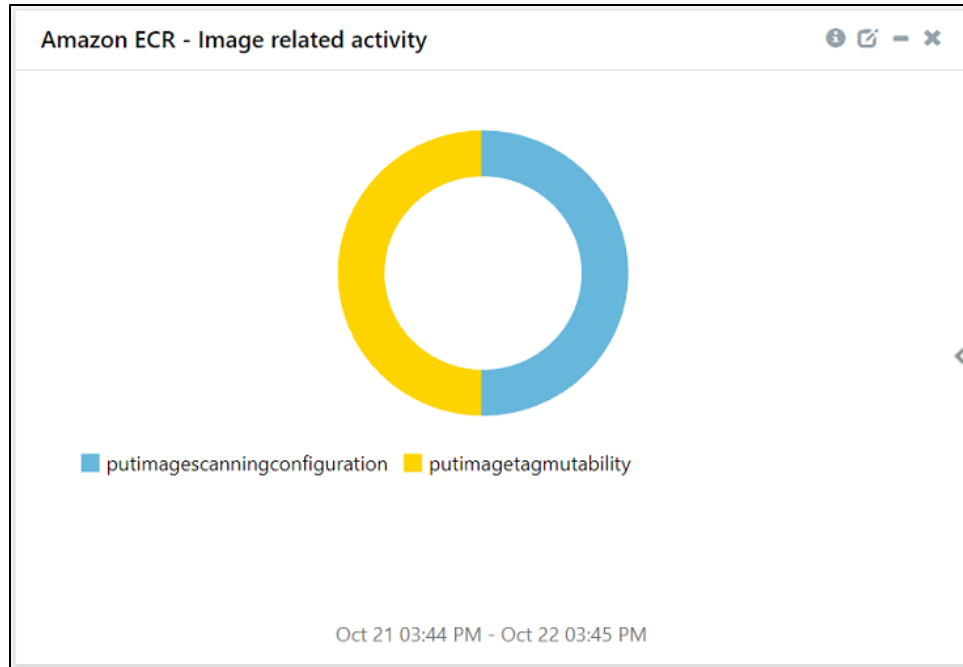 Amazon ECR - Image related activity
putimagescanningconfiguration putimagetagmutability
Oct 21 03:44 PM - Oct 22 03:45 PM